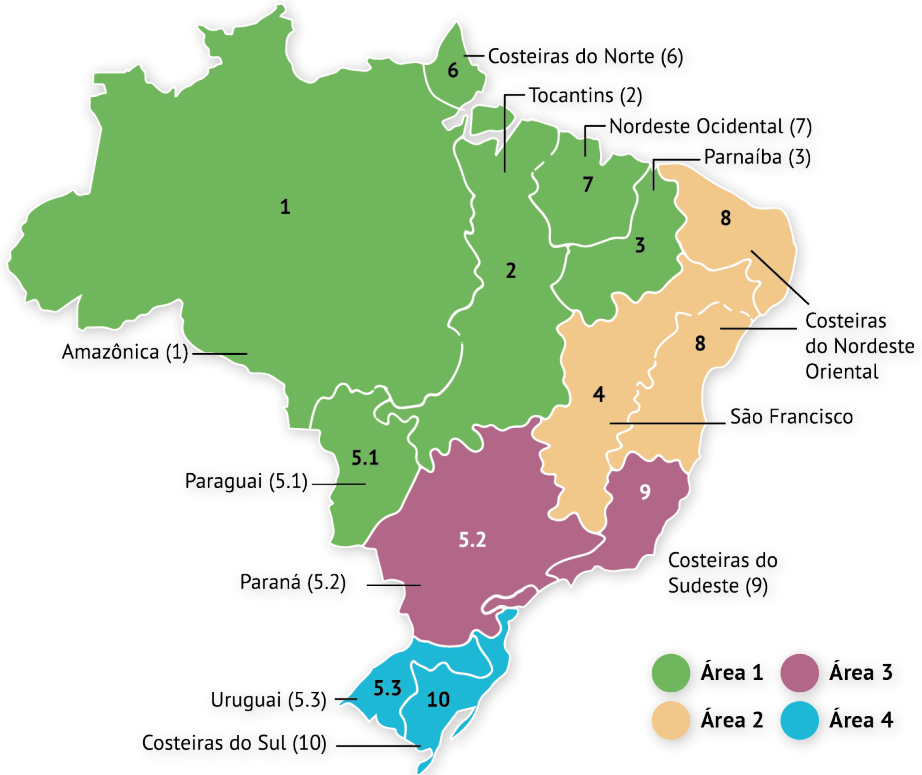 Costeiras do Norte (6)
6
Tocantins (2)
Nordeste Ocidental (7)
Parnaíba (3)
7
1
8
3
2
Costeiras
do Nordeste
Oriental
8
Amazônica (1)
4
São Francisco
5.1
Paraguai (5.1)
9
5.2
Costeiras do
Sudeste (9)
Paraná (5.2)
Área 1
Área 3
5.3
10
Uruguai (5.3)
Área 2
Área 4
Costeiras do Sul (10)